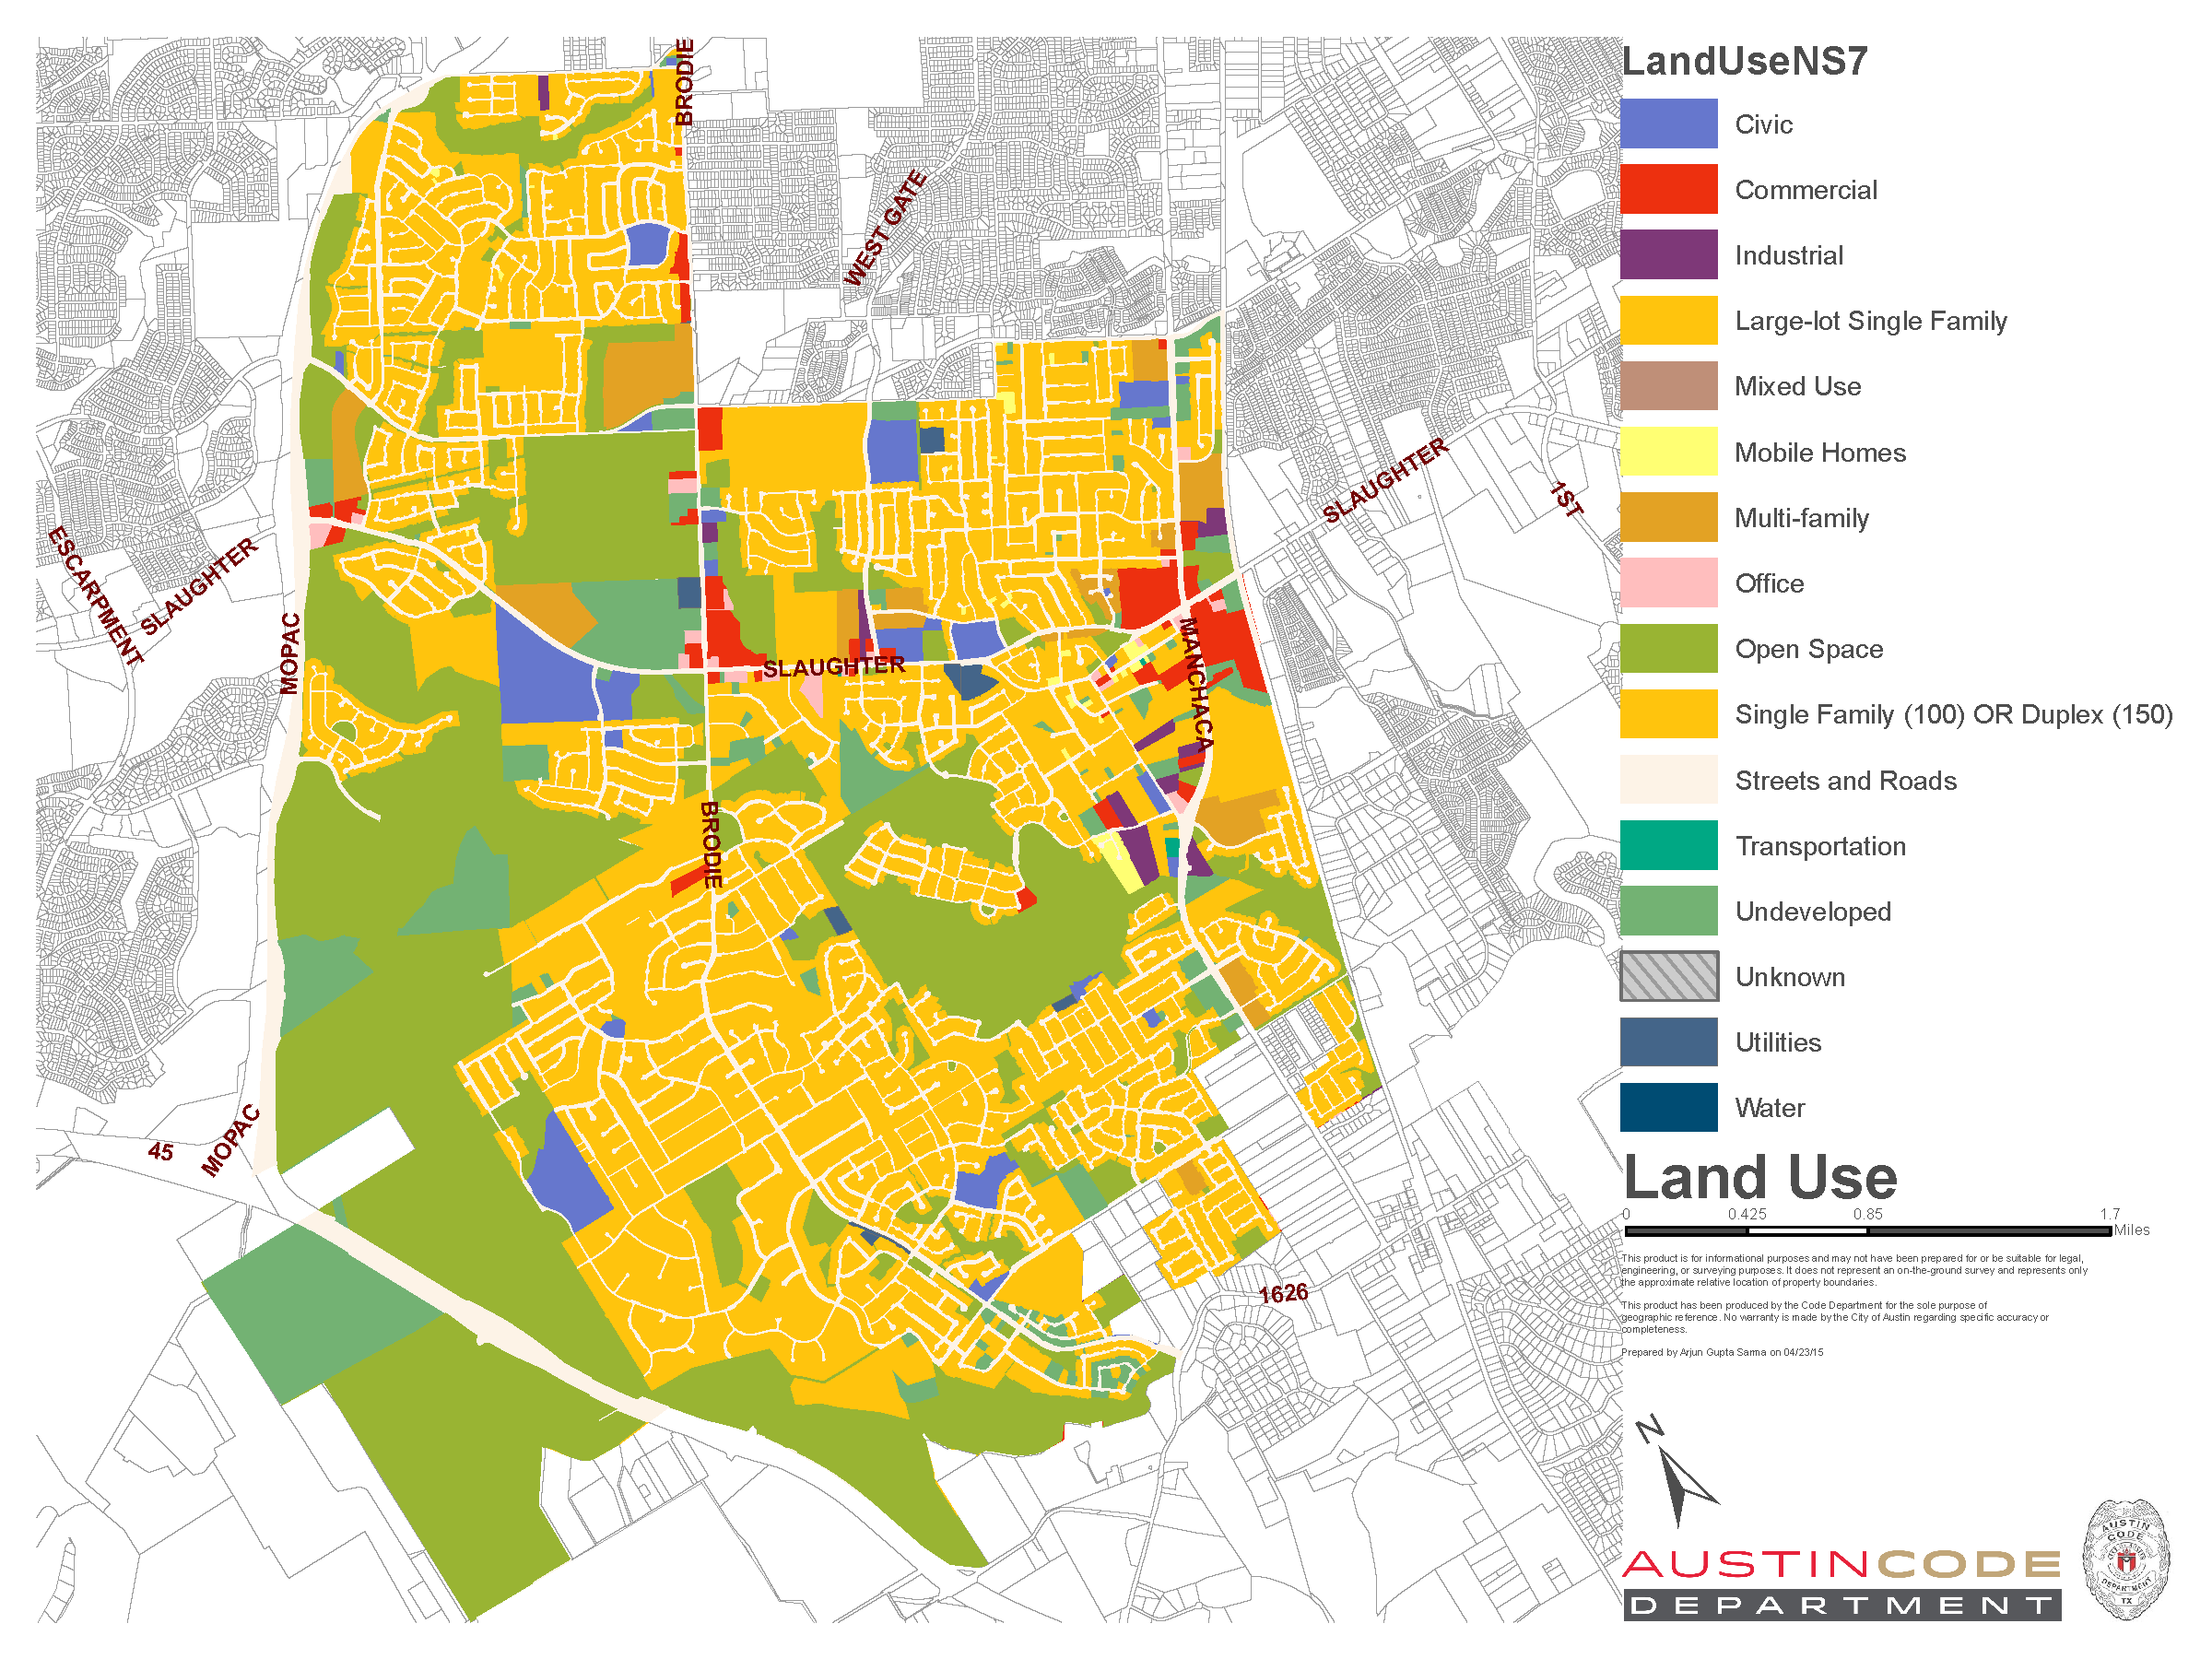 BRODIE
WEST GATE
SLAUGHTER
1ST
ESCARPMENT
SLAUGHTER
MOPAC
SLAUGHTER
MANCHACA
BRODIE
45
MOPAC
1626
LandUseNS7
Civic
Commercial
Industrial
Large-lot Single Family
Mixed Use
Mobile Homes
Multi-family
Office
Open Space
Single Family (100) OR Duplex (150)
Streets and Roads
Transportation
Undeveloped
Unknown
Utilities
Water
Land Use
0 0.425 0.85 1.7
Miles
This product is for informational purposes and may not have been prepared for or be suitable for legal,
engineering, or surveying purposes. It does not represent an on-the-ground survey and represents only
the approximate relative location of property boundaries.
This product has been produced by the Code Department for the sole purpose of
geographic reference. No warranty is made by the City of Austin regarding specific accuracy or
completeness.
Prepared by Arjun Gupta Sarma on 04/23/15
N
AUSTINCODE
DEPARTMENT
AUSTIN
CODE
DEPARTMENT
TX